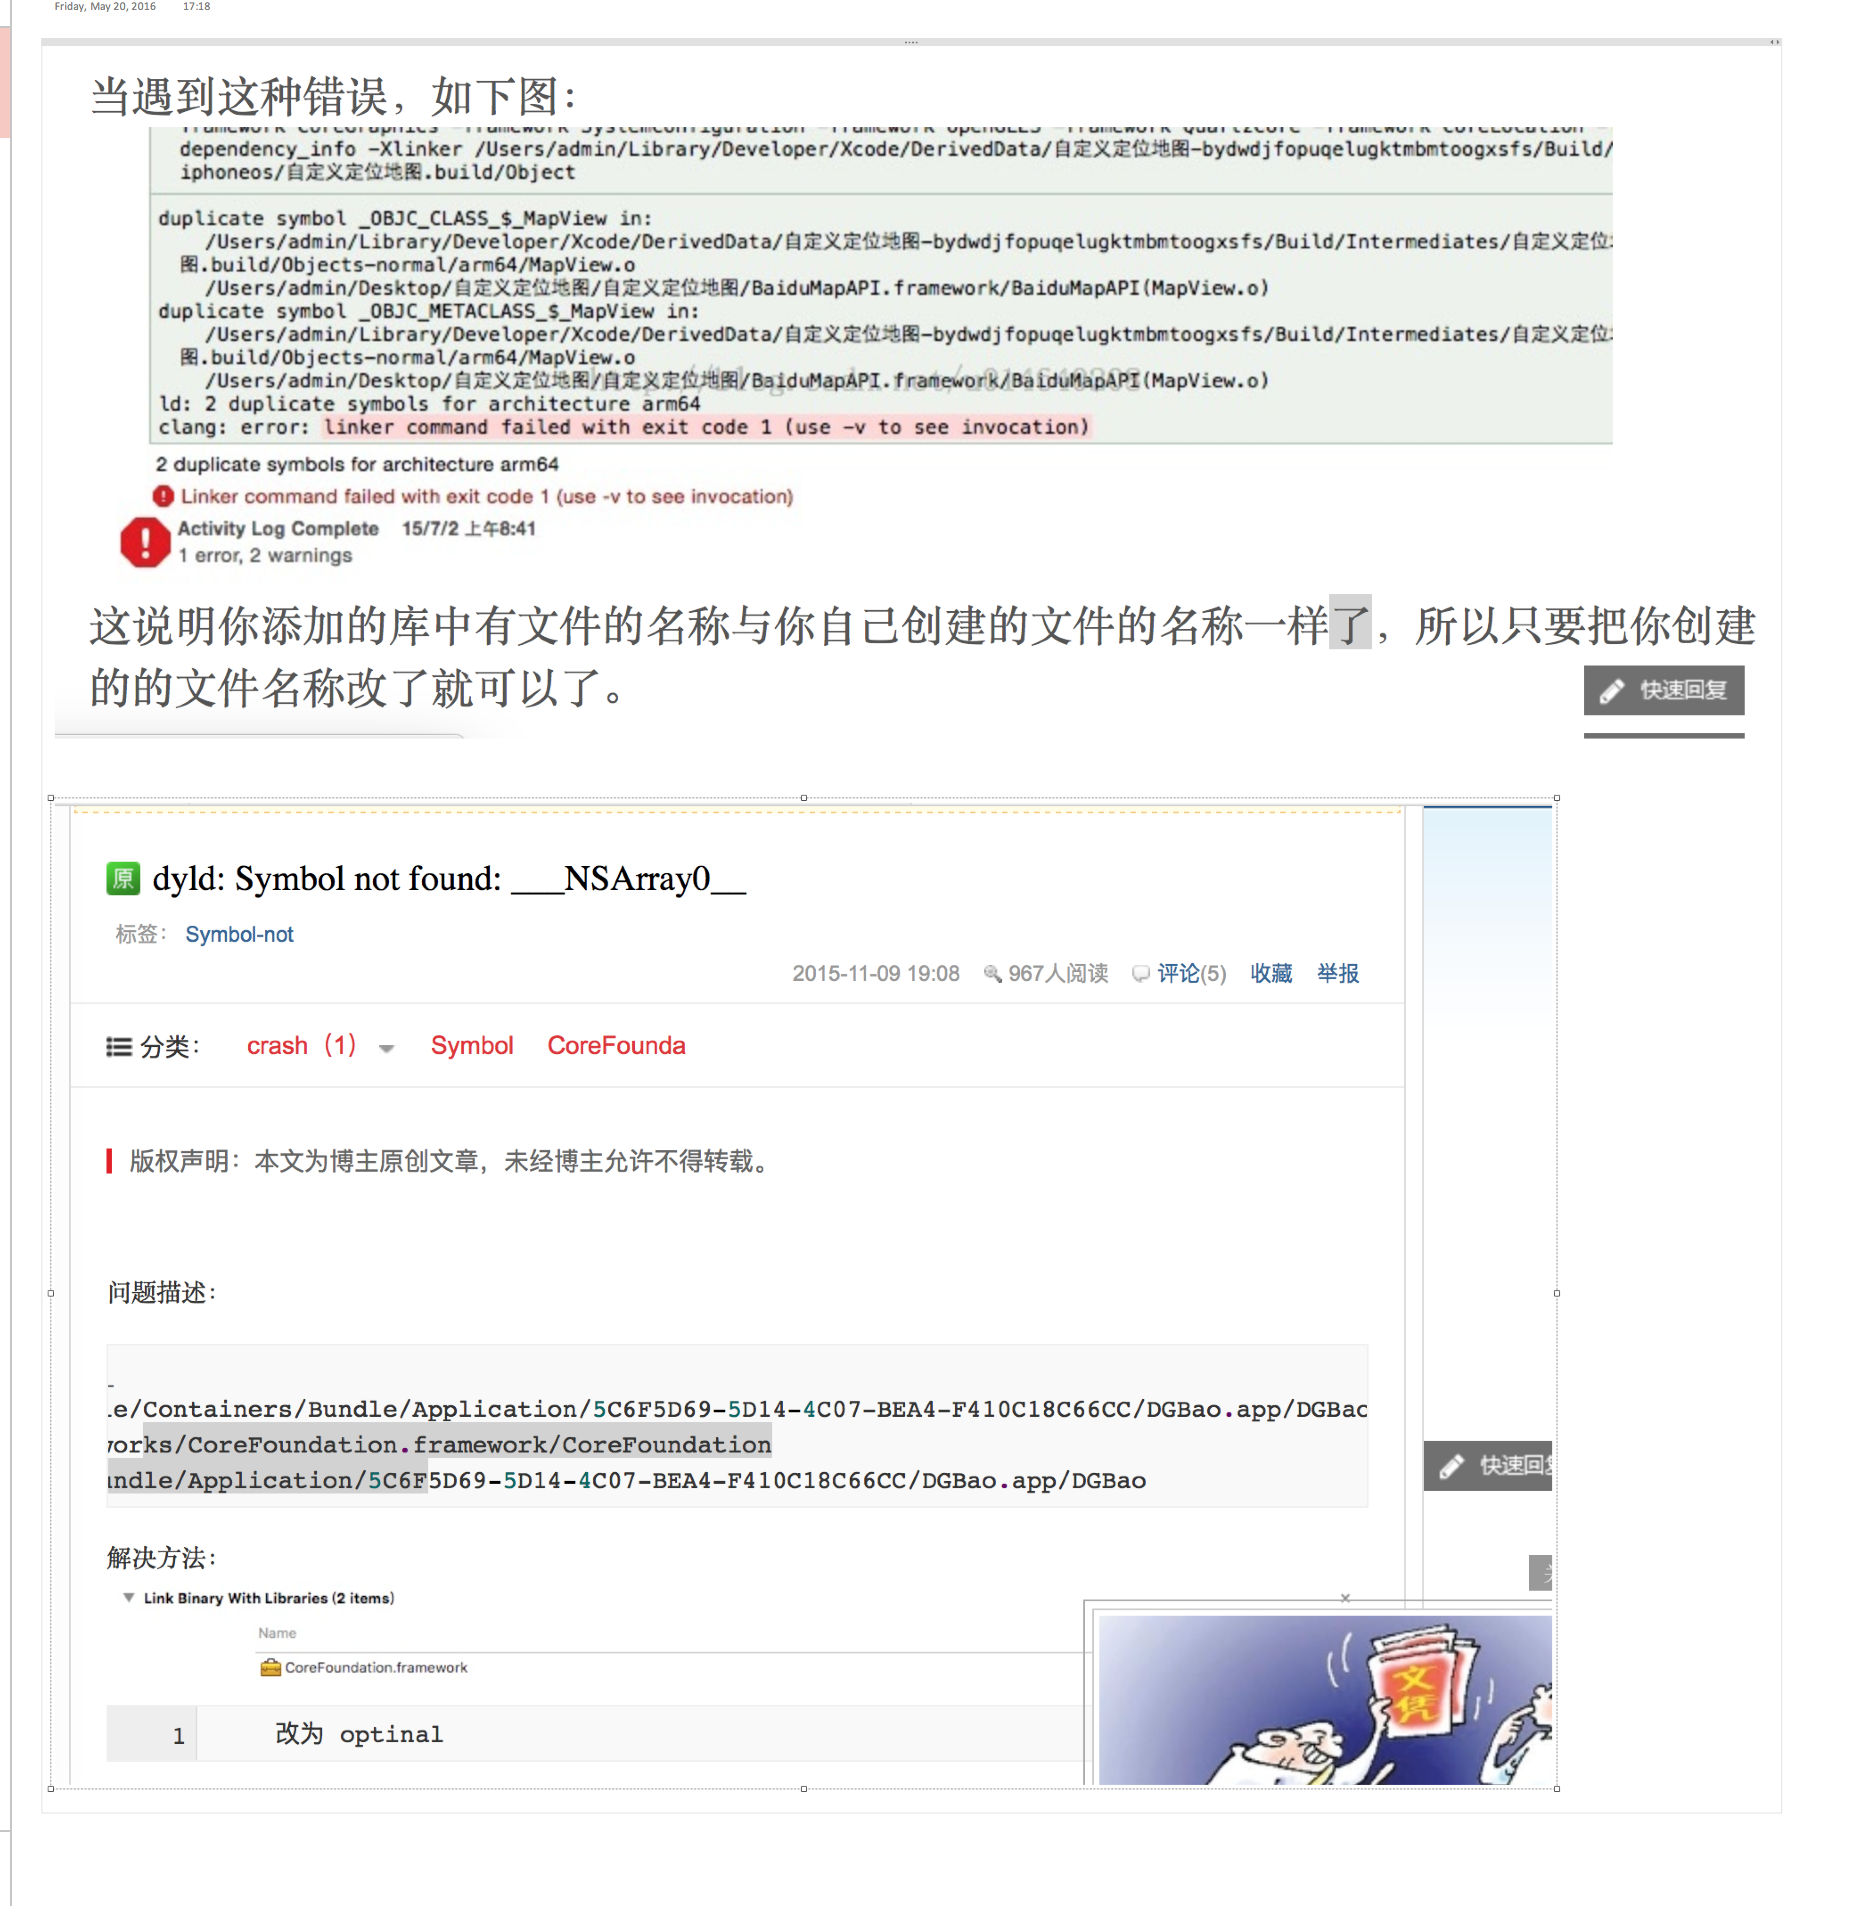 Friday, May 20, 2016 17:18
当遇到这种错误，如下图：
framework CoreGraphics -framework SystemConfiguration -framework OpenGLES -framework QuartzCore -framework CoreLocation -
dependency_info -Xlinker /Users/admin/Library/Developer/Xcode/DerivedData/自定义定位地图-bydwdjfopuqelugktmbmtoogxsfs/Build/
iphoneos/自定义定位地图.build/Object
duplicate symbol _OBJC_CLASS_$_MapView in:
/Users/admin/Library/Developer/Xcode/DerivedData/自定义定位地图-bydwdjfopuqelugktmbmtoogxsfs/Build/Intermediates/自定义定位
图.build/Objects-normal/arm64/MapView.o
/Users/admin/Desktop/自定义定位地图/自定义定位地图/BaiduMapAPI.framework/BaiduMapAPI(MapView.o)
duplicate symbol _OBJC_METACLASS_$_MapView in:
/Users/admin/Library/Developer/Xcode/DerivedData/自定义定位地图-bydwdjfopuqelugktmbmtoogxsfs/Build/Intermediates/自定义定位
图.build/Objects-normal/arm64/MapView.o
/Users/admin/Desktop/自定义定位地图/自定义定位地图/BaiduMapAPI.framework/BaiduMapAPI(MapView.o)
ld: 2 duplicate symbols for architecture arm64
clang: error: linker command failed with exit code 1 (use -v to see invocation)
2 duplicate symbols for architecture arm64
Linker command failed with exit code 1 (use -v to see invocation)
Activity Log Complete 15/7/2 上午8:41
1 error, 2 warnings
这说明你添加的库中有文件的名称与你自己创建的文件的名称一样了，所以只要把你创建
的的文件名称改了就可以了。
快速回复
原 dyld: Symbol not found: ___NSArray0__
标签： Symbol-not
2015-11-09 19:08 967人阅读 评论(5) 收藏 举报
分类： crash（1） Symbol CoreFounda
版权声明：本文为博主原创文章，未经博主允许不得转载。
问题描述：
.e/Containers/Bundle/Application/5C6F5D69-5D14-4C07-BEA4-F410C18C66CC/DGBao.app/DGBao
works/CoreFoundation.framework/CoreFoundation
undle/Application/5C6F5D69-5D14-4C07-BEA4-F410C18C66CC/DGBao.app/DGBao
快速回
解决方法：
Link Binary With Libraries (2 items)
Name
CoreFoundation.framework
1 改为 optinal
文凭